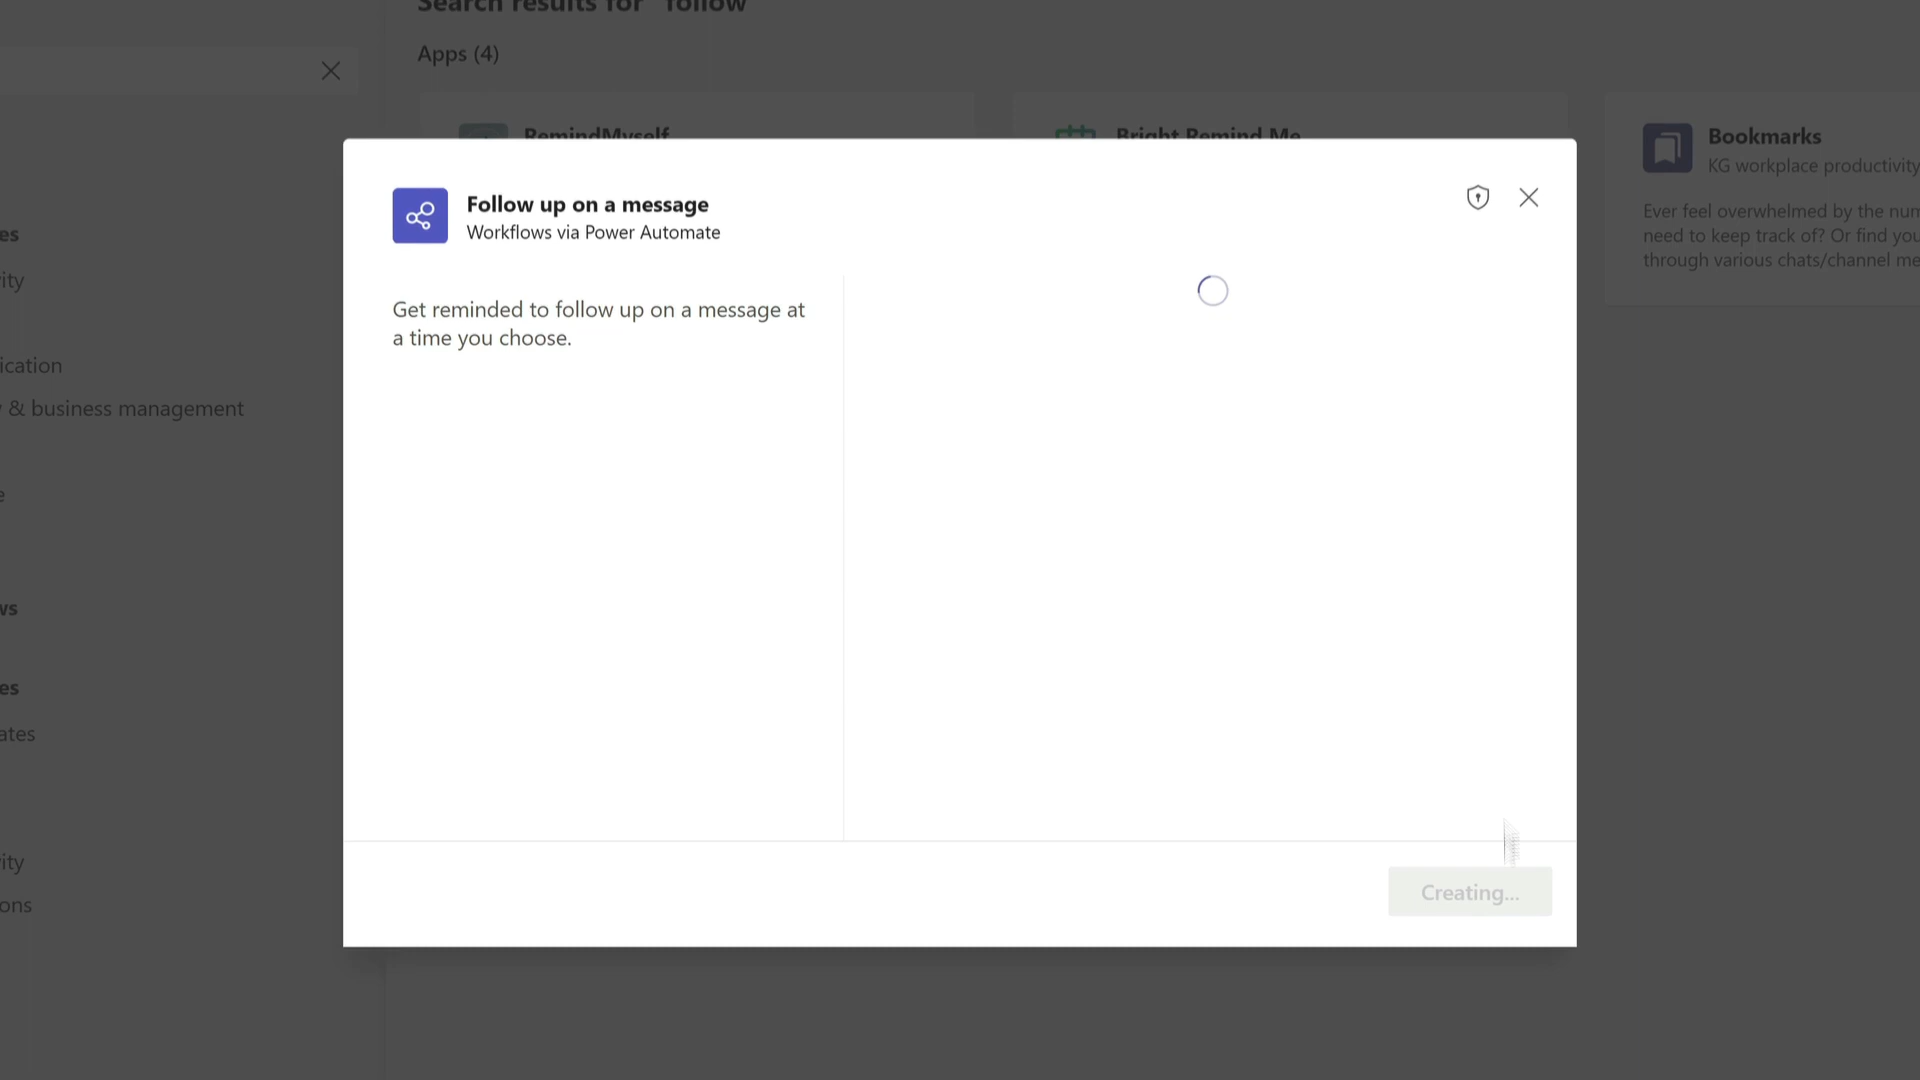 Search results for "follow"
Apps (4)
RemindMyself
Bright Remind Me
Bookmarks
KG workplace productivity
Ever feel overwhelmed by the num
need to keep track of? Or find you
through various chats/channel me
Follow up on a message
Workflows via Power Automate
Get reminded to follow up on a message at
a time you choose.
Creating...
es
ity
ication
& business management
e
ws
es
ates
ity
ons